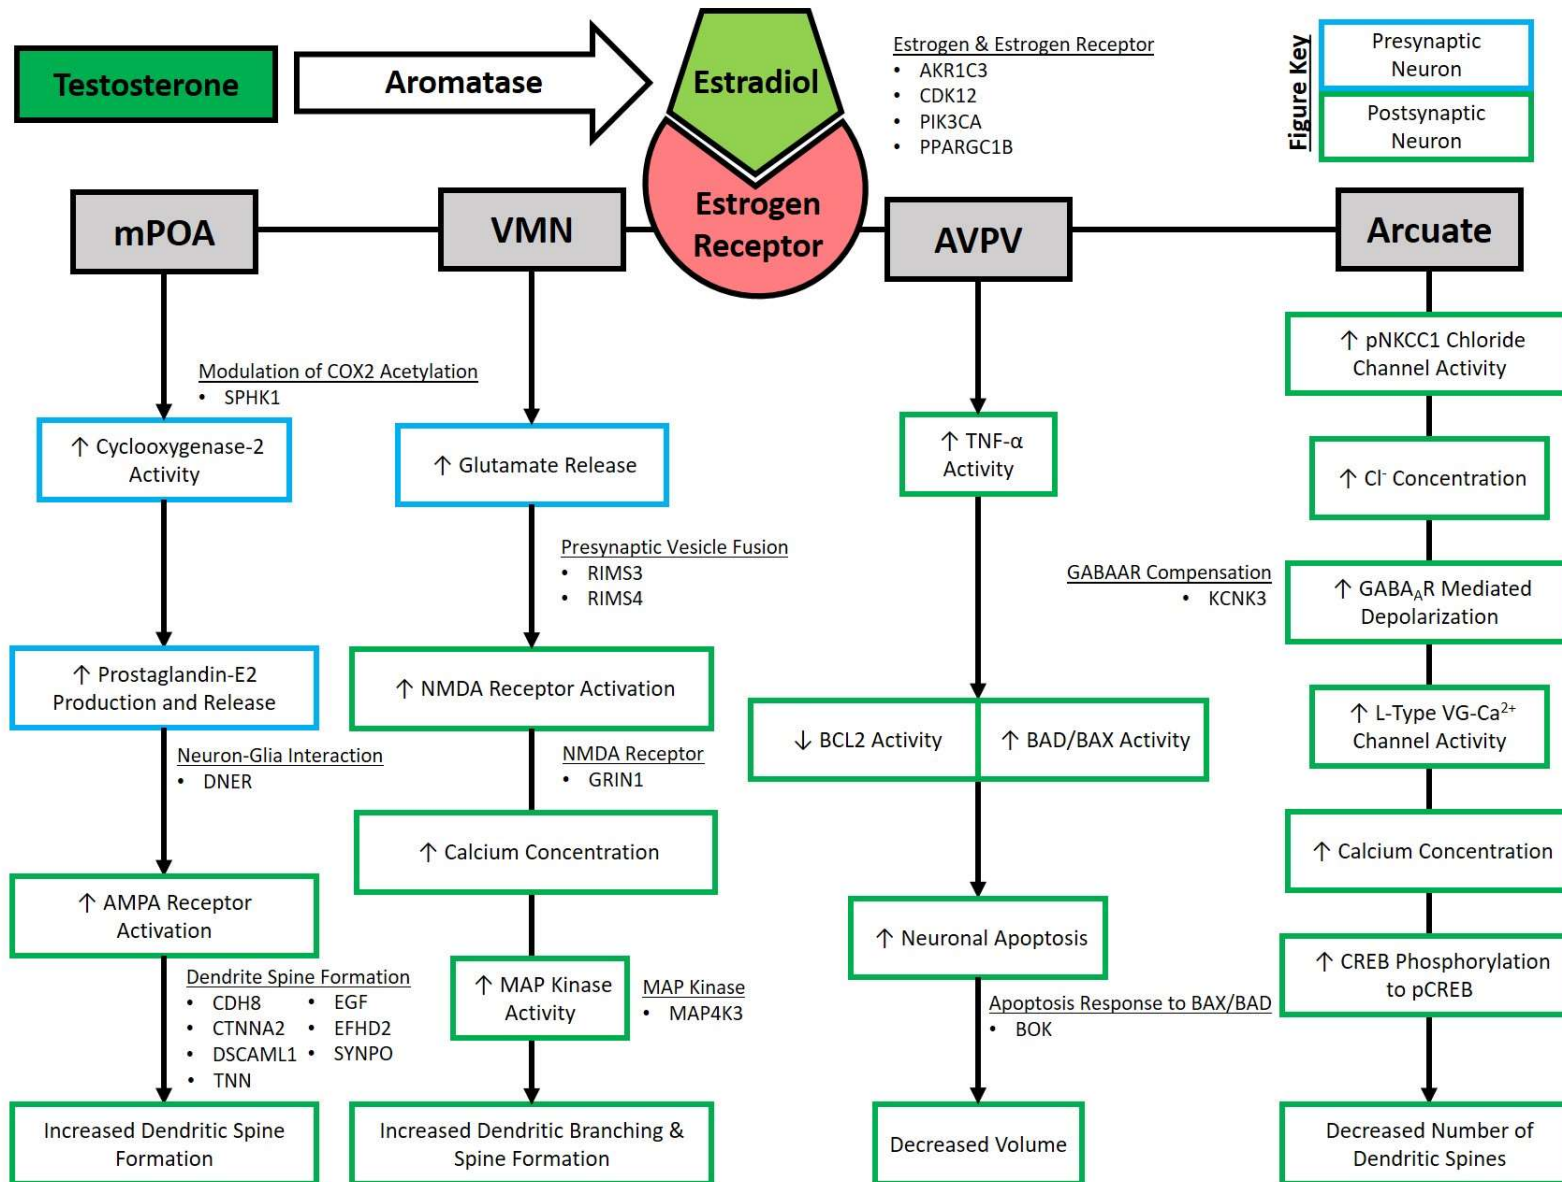 Testosterone
Aromatase
Estradiol
Estrogen
Receptor
Estrogen & Estrogen Receptor
• AKR1C3
• CDK12
• PIK3CA
• PPARGC1B
Figure Key
Presynaptic
Neuron
Postsynaptic
Neuron
mPOA
VMN
AVPV
Arcuate
Modulation of COX2 Acetylation
• SPHK1
↑ Cyclooxygenase-2
Activity
↑ Prostaglandin-E2
Production and Release
Neuron-Glia Interaction
• DNER
↑ AMPA Receptor
Activation
Dendrite Spine Formation
• CDH8
• CTNNA2
• DSCAML1
• TNN
• EGF
• EFHD2
• SYNPO
Increased Dendritic Spine
Formation
↑ Glutamate Release
Presynaptic Vesicle Fusion
• RIMS3
• RIMS4
↑ NMDA Receptor Activation
NMDA Receptor
• GRIN1
↑ Calcium Concentration
↑ MAP Kinase
Activity
MAP Kinase
• MAP4K3
Increased Dendritic Branching &
Spine Formation
↑ TNF-α
Activity
↓ BCL2 Activity
↑ BAD/BAX Activity
↑ Neuronal Apoptosis
Apoptosis Response to BAX/BAD
• BOK
Decreased Volume
↑ pNKCC1 Chloride
Channel Activity
↑ Cl⁻ Concentration
GABAAR Compensation
• KCNK3
↑ GABA_AR Mediated
Depolarization
↑ L-Type VG-Ca²⁺
Channel Activity
↑ Calcium Concentration
↑ CREB Phosphorylation
to pCREB
Decreased Number of
Dendritic Spines